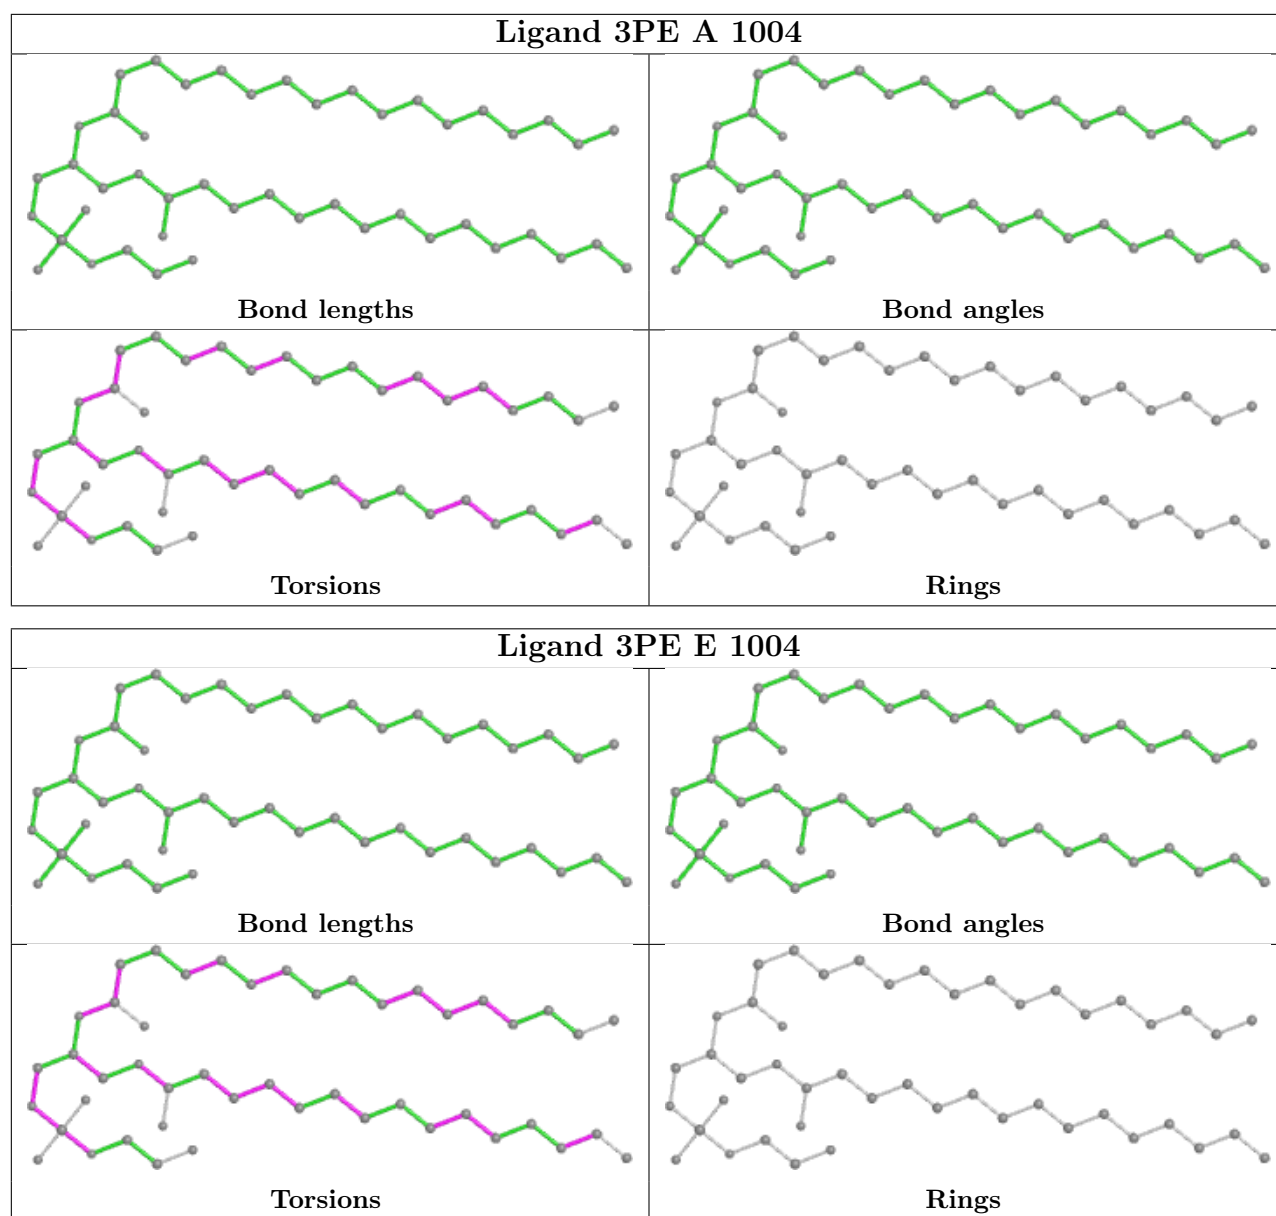 Ligand 3PE A 1004
Bond lengths
Bond angles
Torsions
Rings
Ligand 3PE E 1004
Bond lengths
Bond angles
Torsions
Rings